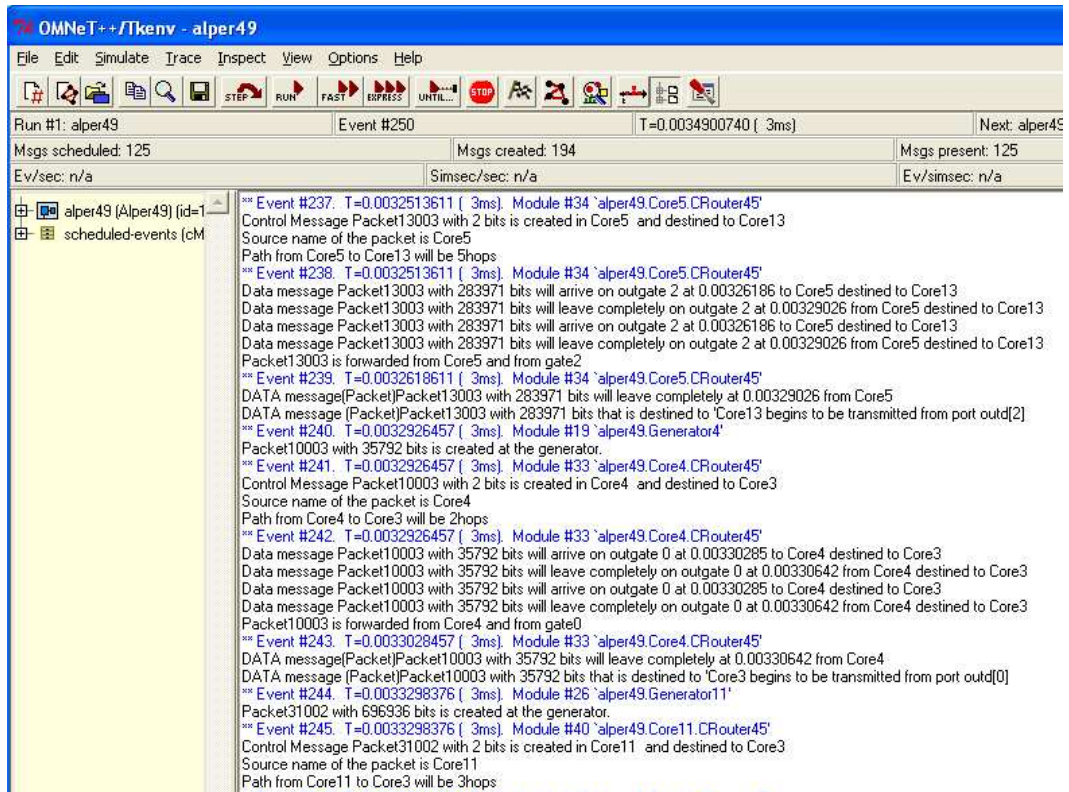 OMNeT++/Tkenv - alper49
File Edit Simulate Trace Inspect View Options Help
STEP RUN FAST EXPRESS UNTIL... STOP
Run #1: alper49 Event #250 T=0.0034900740 ( 3ms) Next: alper49
Msgs scheduled: 125 Msgs created: 194 Msgs present: 125
Ev/sec: n/a Simsec/sec: n/a Ev/simsec: n/a
alper49 (Alper49) (id=1
scheduled-events (cM
** Event #237. T=0.0032513611 ( 3ms). Module #34 `alper49.Core5.CRouter45'
Control Message Packet13003 with 2 bits is created in Core5 and destined to Core13
Source name of the packet is Core5
Path from Core5 to Core13 will be 5hops
** Event #238. T=0.0032513611 ( 3ms). Module #34 `alper49.Core5.CRouter45'
Data message Packet13003 with 283971 bits will arrive on outgate 2 at 0.00326186 to Core5 destined to Core13
Data message Packet13003 with 283971 bits will leave completely on outgate 2 at 0.00329026 from Core5 destined to Core13
Data message Packet13003 with 283971 bits will arrive on outgate 2 at 0.00326186 to Core5 destined to Core13
Data message Packet13003 with 283971 bits will leave completely on outgate 2 at 0.00329026 from Core5 destined to Core13
Packet13003 is forwarded from Core5 and from gate2
** Event #239. T=0.0032618611 ( 3ms). Module #34 `alper49.Core5.CRouter45'
DATA message(Packet)Packet13003 with 283971 bits will leave completely at 0.00329026 from Core5
DATA message (Packet)Packet13003 with 283971 bits that is destined to 'Core13 begins to be transmitted from port outd[2]
** Event #240. T=0.0032926457 ( 3ms). Module #19 `alper49.Generator4'
Packet10003 with 35792 bits is created at the generator.
** Event #241. T=0.0032926457 ( 3ms). Module #33 `alper49.Core4.CRouter45'
Control Message Packet10003 with 2 bits is created in Core4 and destined to Core3
Source name of the packet is Core4
Path from Core4 to Core3 will be 2hops
** Event #242. T=0.0032926457 ( 3ms). Module #33 `alper49.Core4.CRouter45'
Data message Packet10003 with 35792 bits will arrive on outgate 0 at 0.00330285 to Core4 destined to Core3
Data message Packet10003 with 35792 bits will leave completely on outgate 0 at 0.00330642 from Core4 destined to Core3
Data message Packet10003 with 35792 bits will arrive on outgate 0 at 0.00330285 to Core4 destined to Core3
Data message Packet10003 with 35792 bits will leave completely on outgate 0 at 0.00330642 from Core4 destined to Core3
Packet10003 is forwarded from Core4 and from gate0
** Event #243. T=0.0033028457 ( 3ms). Module #33 `alper49.Core4.CRouter45'
DATA message(Packet)Packet10003 with 35792 bits will leave completely at 0.00330642 from Core4
DATA message (Packet)Packet10003 with 35792 bits that is destined to 'Core3 begins to be transmitted from port outd[0]
** Event #244. T=0.0033298376 ( 3ms). Module #26 `alper49.Generator11'
Packet31002 with 696936 bits is created at the generator.
** Event #245. T=0.0033298376 ( 3ms). Module #40 `alper49.Core11.CRouter45'
Control Message Packet31002 with 2 bits is created in Core11 and destined to Core3
Source name of the packet is Core11
Path from Core11 to Core3 will be 3hops